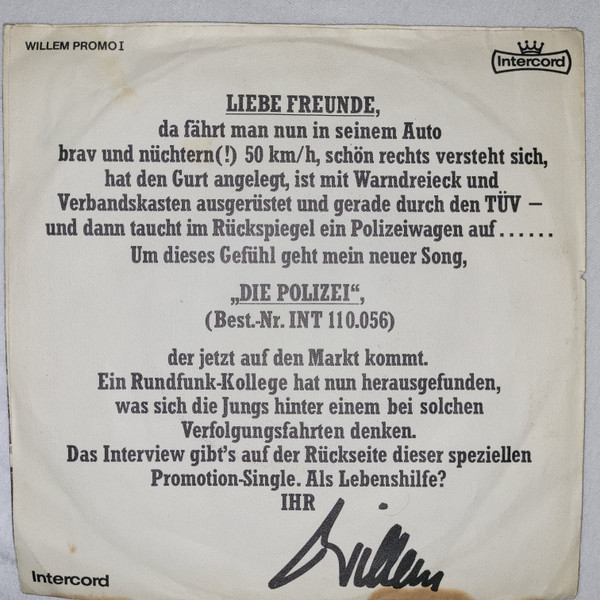 WILLEM PROMO I
Intercord
LIEBE FREUNDE,
da fährt man nun in seinem Auto
brav und nüchtern(!) 50 km/h, schön rechts versteht sich,
hat den Gurt angelegt, ist mit Warndreieck und
Verbandskasten ausgerüstet und gerade durch den TÜV –
und dann taucht im Rückspiegel ein Polizeiwagen auf......
Um dieses Gefühl geht mein neuer Song,
„DIE POLIZEI“,
(Best.-Nr. INT 110.056)
der jetzt auf den Markt kommt.
Ein Rundfunk-Kollege hat nun herausgefunden,
was sich die Jungs hinter einem bei solchen
Verfolgungsfahrten denken.
Das Interview gibt's auf der Rückseite dieser speziellen
Promotion-Single. Als Lebenshilfe?
IHR
Willem
Intercord